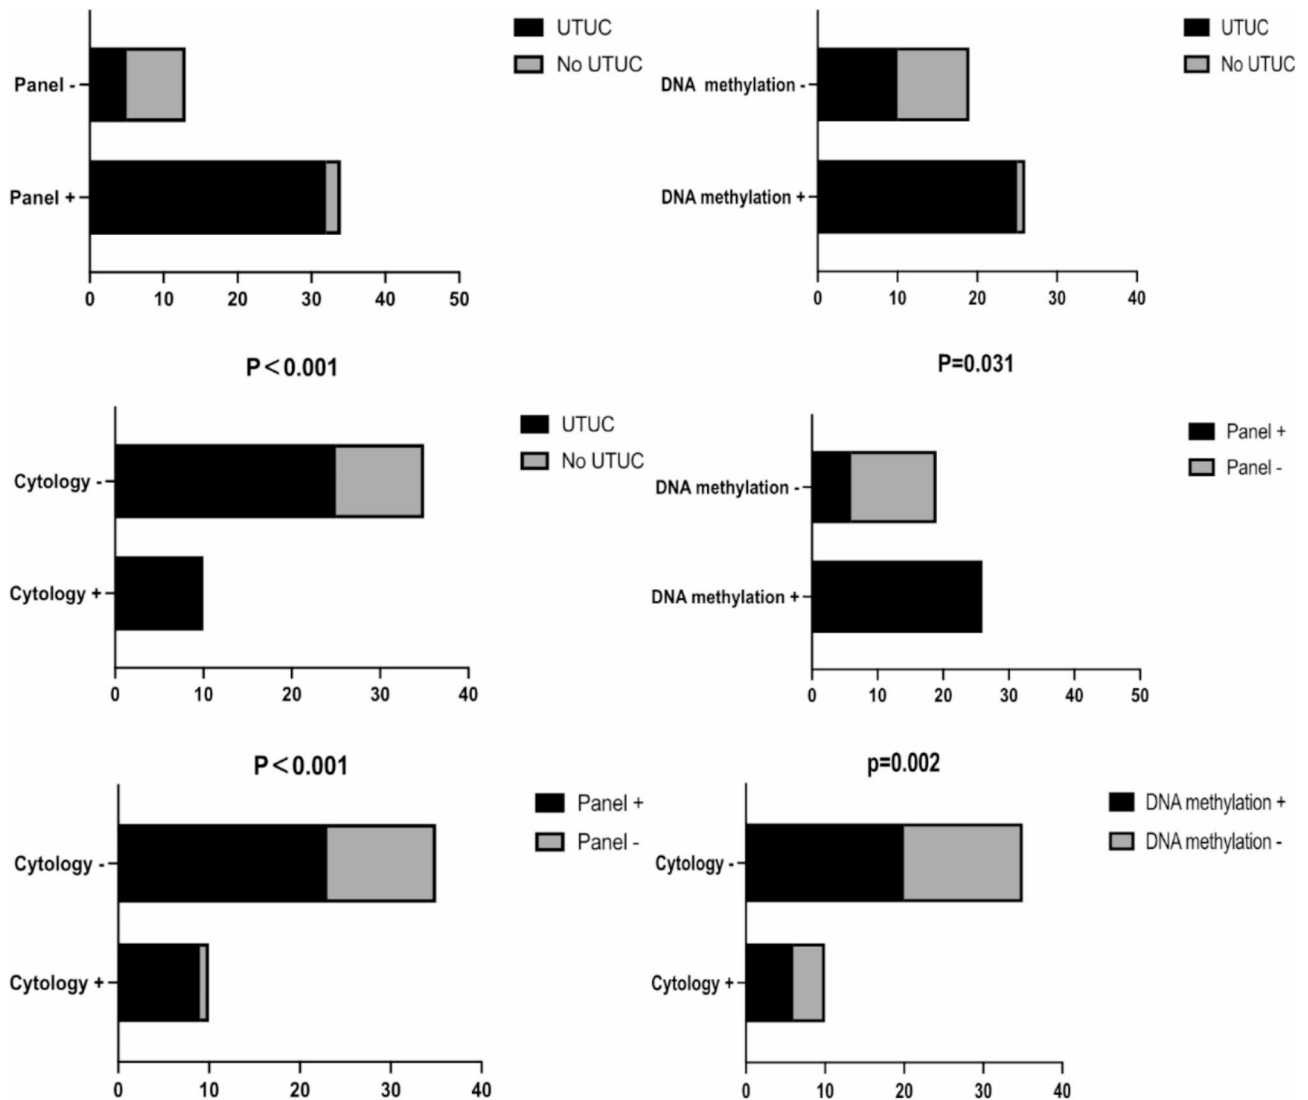 UTUC
No UTUC
Panel -
Panel +
0 10 20 30 40 50
UTUC
No UTUC
DNA methylation -
DNA methylation +
0 10 20 30 40
P<0.001
UTUC
No UTUC
Cytology -
Cytology +
0 10 20 30 40
P=0.031
Panel +
Panel -
DNA methylation -
DNA methylation +
0 10 20 30 40 50
P<0.001
Panel +
Panel -
Cytology -
Cytology +
0 10 20 30 40
p=0.002
DNA methylation +
DNA methylation -
Cytology -
Cytology +
0 10 20 30 40